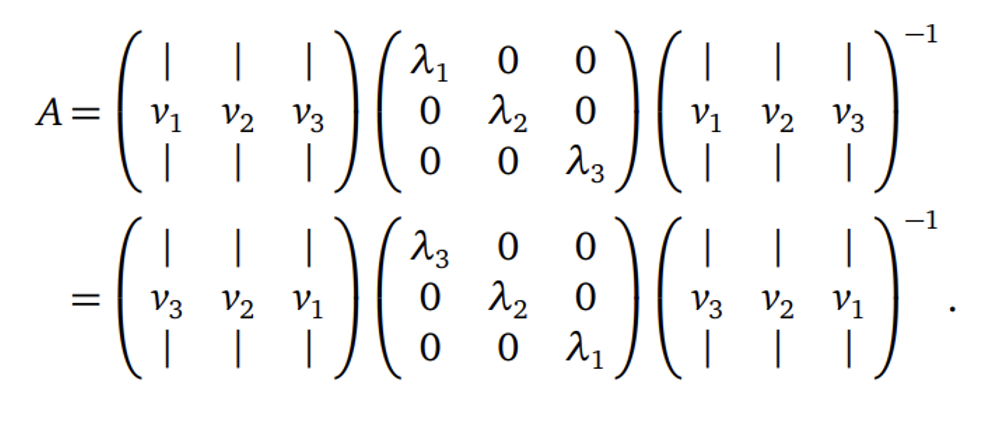 A = ( | | | ) ( λ₁ 0 0 ) ( | | | )⁻¹
( v₁ v₂ v₃ ) ( 0 λ₂ 0 ) ( v₁ v₂ v₃ )
( | | | ) ( 0 0 λ₃ ) ( | | | )
= ( | | | ) ( λ₃ 0 0 ) ( | | | )⁻¹
( v₃ v₂ v₁ ) ( 0 λ₂ 0 ) ( v₃ v₂ v₁ ) .
( | | | ) ( 0 0 λ₁ ) ( | | | )